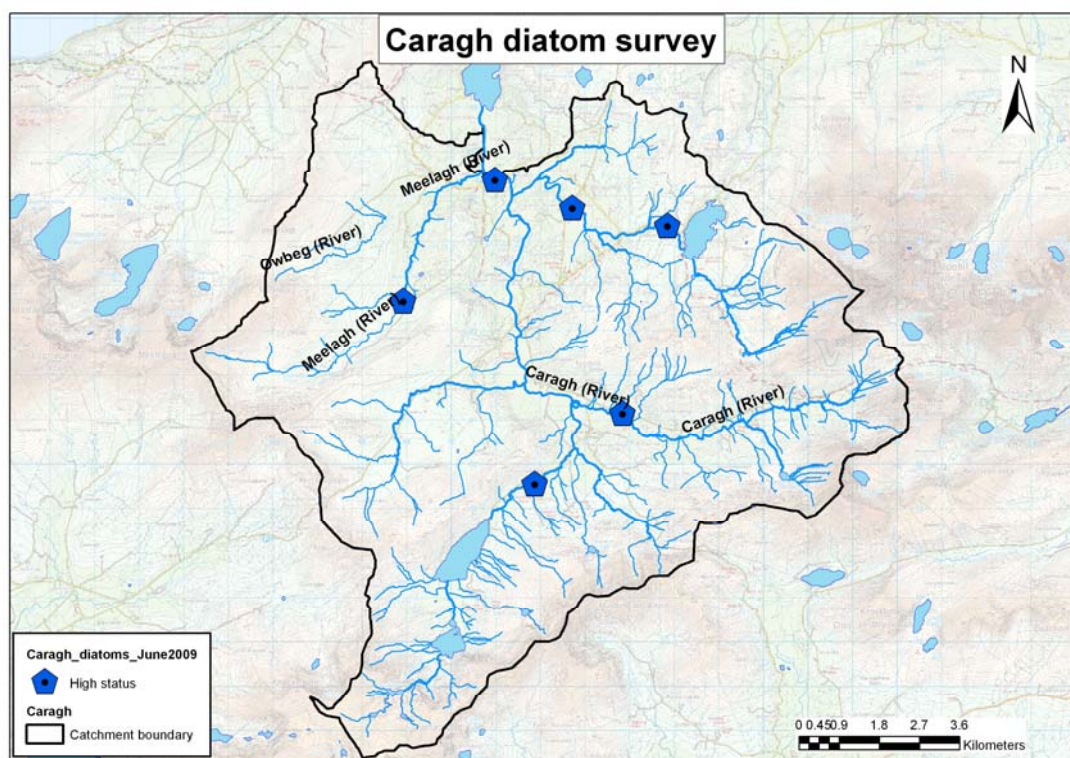 Caragh diatom survey
N
Meelagh (River)
Owbeg (River)
Meelagh (River)
Caragh (River)
Caragh (River)
Caragh_diatoms_June2009
High status
Caragh
Catchment boundary
0 0.45 0.9 1.8 2.7 3.6
Kilometers